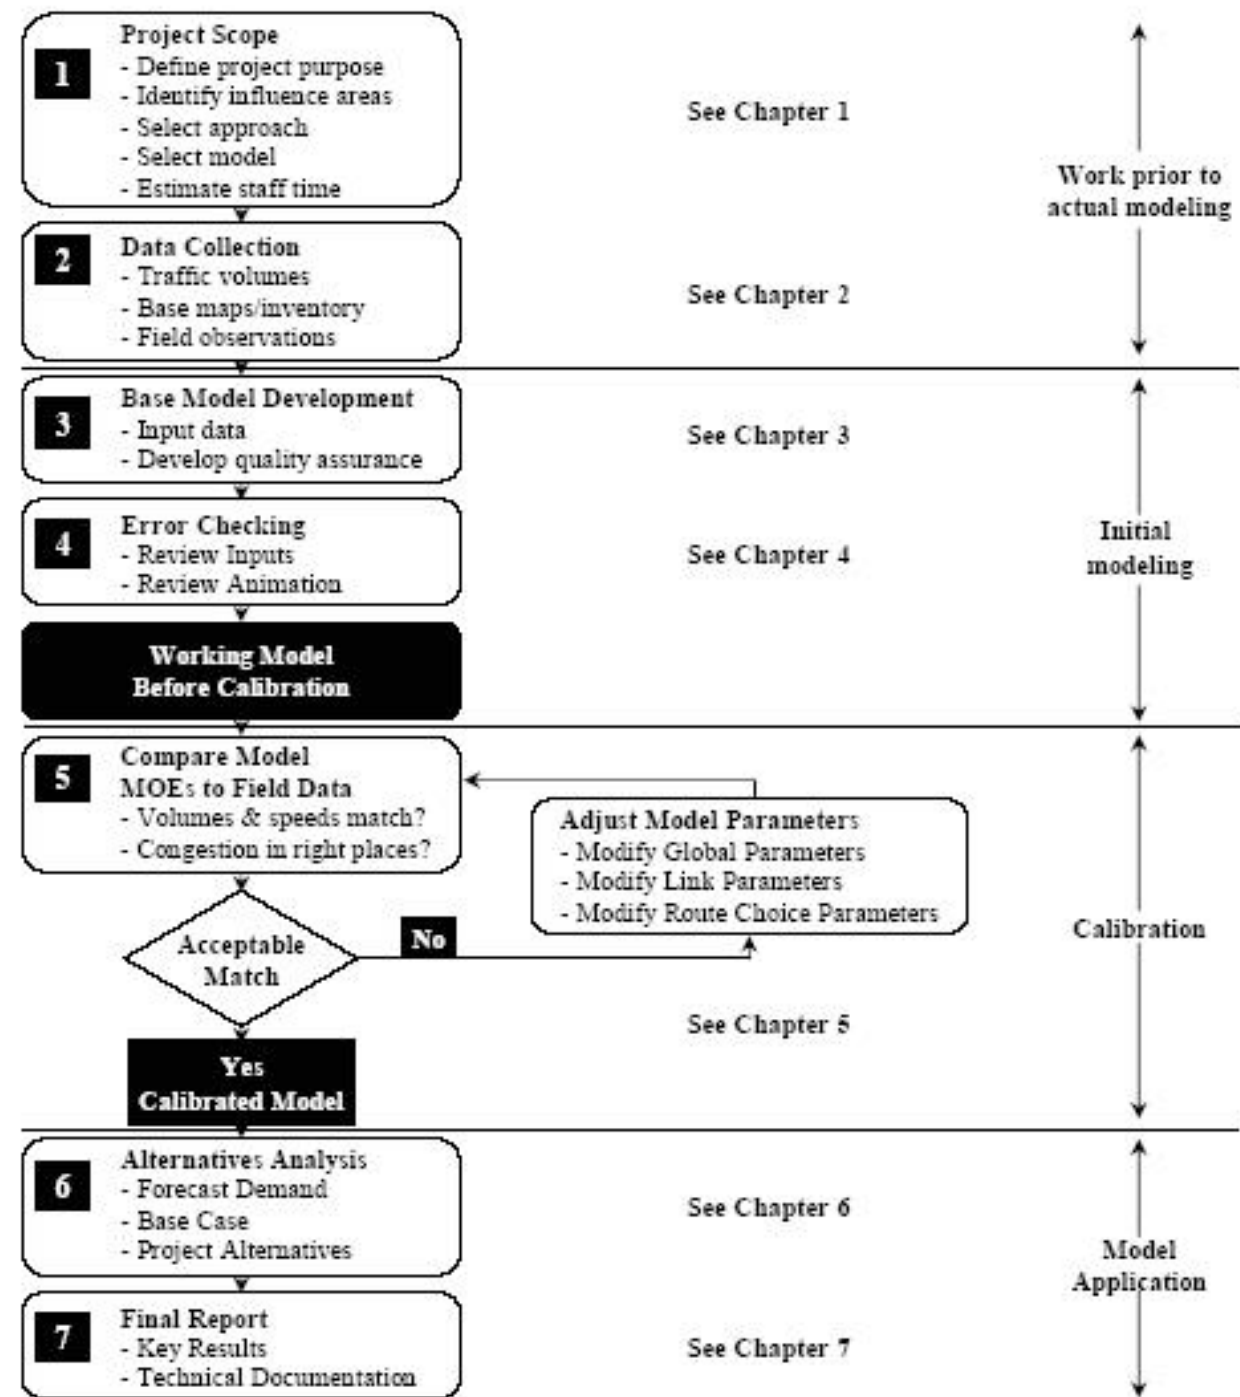 1
Project Scope
- Define project purpose
- Identify influence areas
- Select approach
- Select model
- Estimate staff time
See Chapter 1
Work prior to
actual modeling
2
Data Collection
- Traffic volumes
- Base maps/inventory
- Field observations
See Chapter 2
3
Base Model Development
- Input data
- Develop quality assurance
See Chapter 3
4
Error Checking
- Review Inputs
- Review Animation
See Chapter 4
Initial
modeling
Working Model
Before Calibration
5
Compare Model
MOEs to Field Data
- Volumes & speeds match?
- Congestion in right places?
Adjust Model Parameters
- Modify Global Parameters
- Modify Link Parameters
- Modify Route Choice Parameters
Acceptable
Match
No
Calibration
See Chapter 5
Yes
Calibrated Model
6
Alternatives Analysis
- Forecast Demand
- Base Case
- Project Alternatives
See Chapter 6
Model
Application
7
Final Report
- Key Results
- Technical Documentation
See Chapter 7